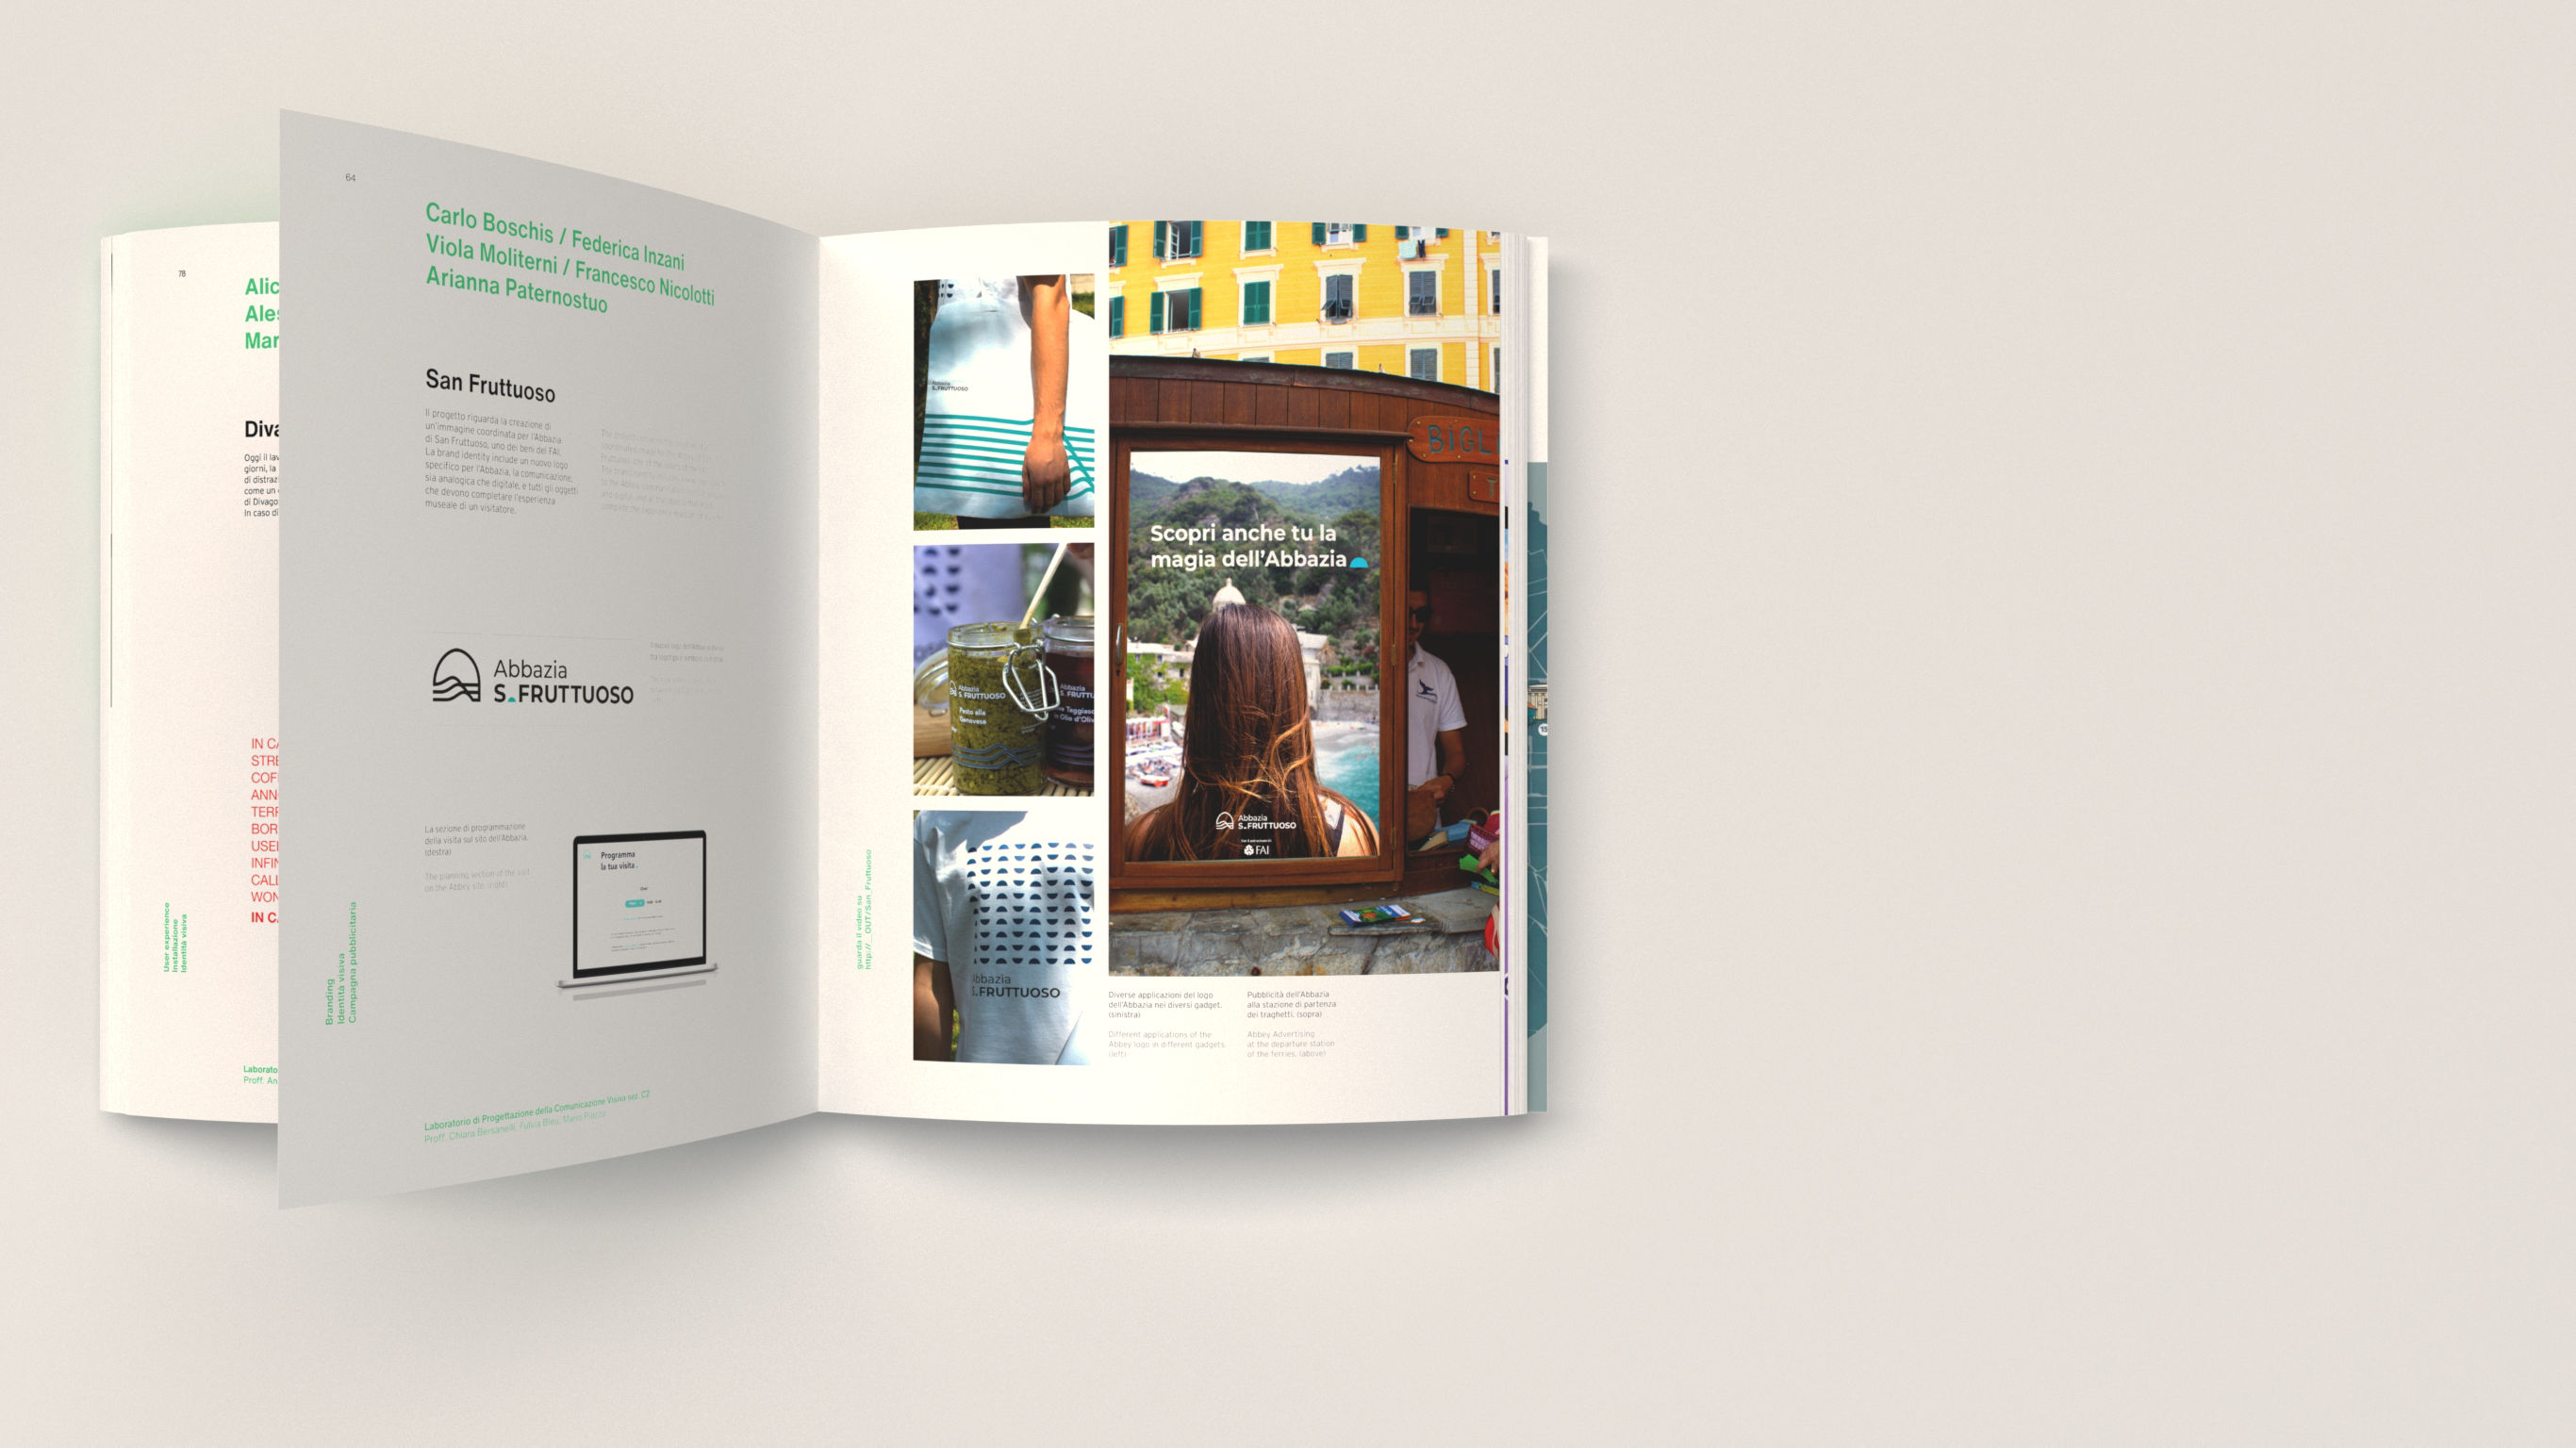 78
Alic
Ales
Mar
Diva
Oggi il lav
giorni, la
di distraz
come un
di Divago
In caso di
IN CA
STRE
COFF
ANN
TERR
BOR
USE
INFIN
CALL
WON
IN C
User experience
Installazione
Identità visiva
Laborato
Proff. An
64
Carlo Boschis / Federica Inzani
Viola Moliterni / Francesco Nicolotti
Arianna Paternostuo
San Fruttuoso
Il progetto riguarda la creazione di
un'immagine coordinata per l'Abbazia
di San Fruttuoso, uno dei beni del FAI.
La brand identity include un nuovo logo
specifico per l'Abbazia, la comunicazione,
sia analogica che digitale, e tutti gli oggetti
che devono completare l'esperienza
museale di un visitatore.
Abbazia
S.FRUTTUOSO
La sezione di programmazione
della visita sul sito dell'Abbazia.
(destra)
The planning section of the visit
on the Abbey site. (right)
Programma
la tua visita.
Branding
Identità visiva
Campagna pubblicitaria
Laboratorio di Progettazione della Comunicazione Visiva sez. C2
Proff. Chiara Bersanelli, Fulvia Bleu, Mario Piazza
guarda il video su
http://__OUT/San_Fruttuoso
Abbazia
S.FRUTTUOSO
Abbazia
S.FRUTTUOSO
Pesto alla
Genovese
Abbazia
S.FRUTTU
Taggias
in Olio d'Oliv
Abbazia
S.FRUTTUOSO
BIGL
T
Scopri anche tu la
magia dell'Abbazia
Abbazia
S.FRUTTUOSO
FAI
Diverse applicazioni del logo
dell'Abbazia nei diversi gadget.
(sinistra)
Different applications of the
Abbey logo in different gadgets.
(left)
Pubblicità dell'Abbazia
alla stazione di partenza
dei traghetti. (sopra)
Abbey Advertising
at the departure station
of the ferries. (above)